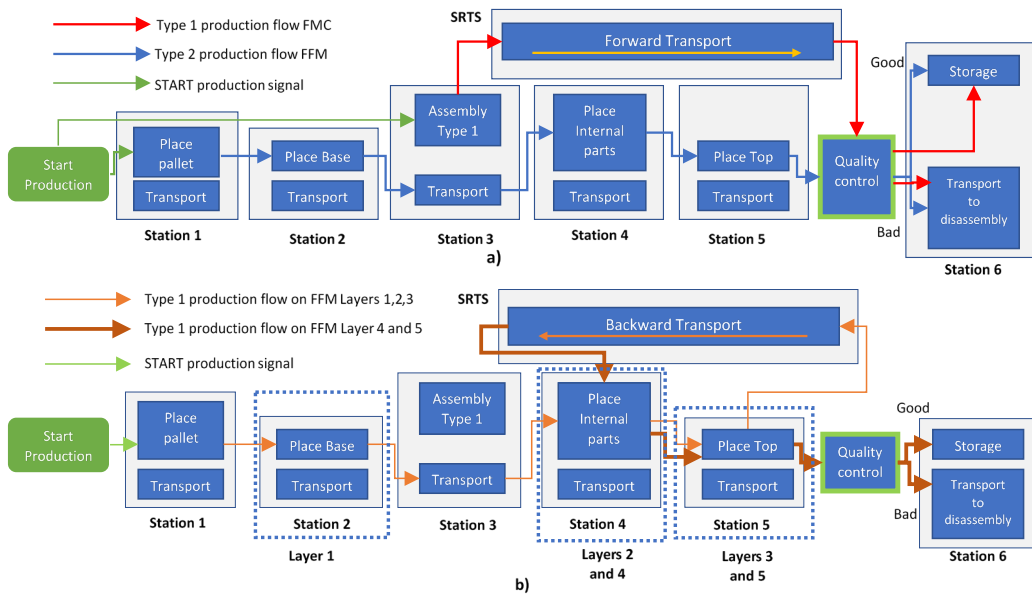 Type 1 production flow FMC
Type 2 production flow FFM
START production signal
SRTS
Forward Transport
Good
Storage
Assembly
Type 1
Place
Internal
parts
Place
pallet
Start
Production
Place Base
Place Top
Quality
control
Transport
Transport
Transport
Transport
Transport
Transport
to
disassembly
Bad
Station 1
Station 2
Station 3
Station 4
Station 5
Station 6
a)
Type 1 production flow on FFM Layers 1,2,3
Type 1 production flow on FFM Layer 4 and 5
START production signal
SRTS
Backward Transport
Assembly
Type 1
Place
Internal
parts
Good
Start
Production
Place
pallet
Place Base
Place Top
Quality
control
Storage
Transport
Transport
Transport
Transport
Transport
Transport
to
disassembly
Bad
Station 1
Station 2
Station 3
Station 4
Station 5
Station 6
Layer 1
Layers 2
and 4
Layers 3
and 5
b)